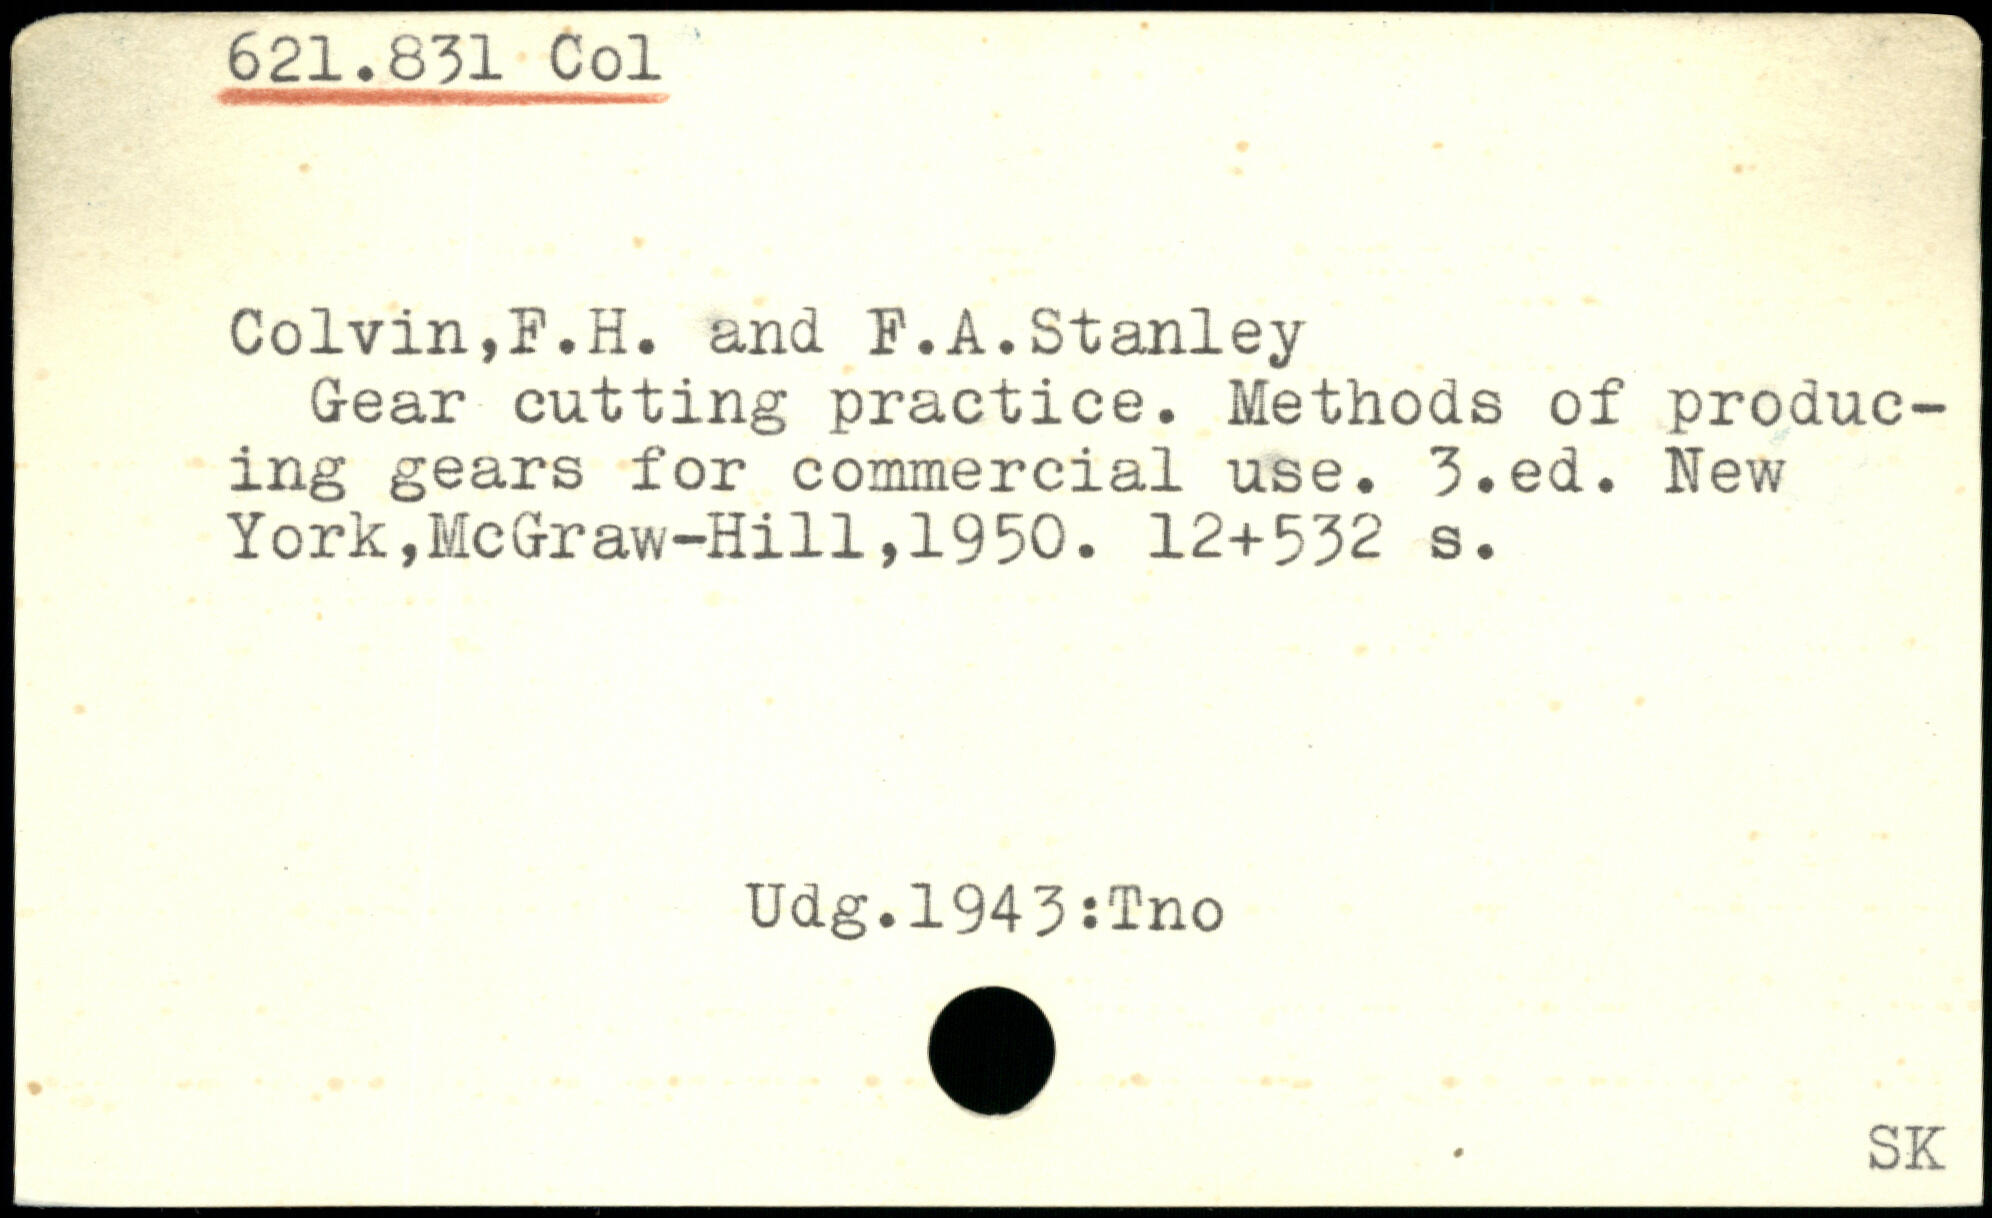 621.831 Col
Colvin,F.H. and F.A.Stanley
Gear cutting practice. Methods of produc-
ing gears for commercial use. 3.ed. New
York,McGraw-Hill,1950. 12+532 s.
Udg.1943:Tno
SK